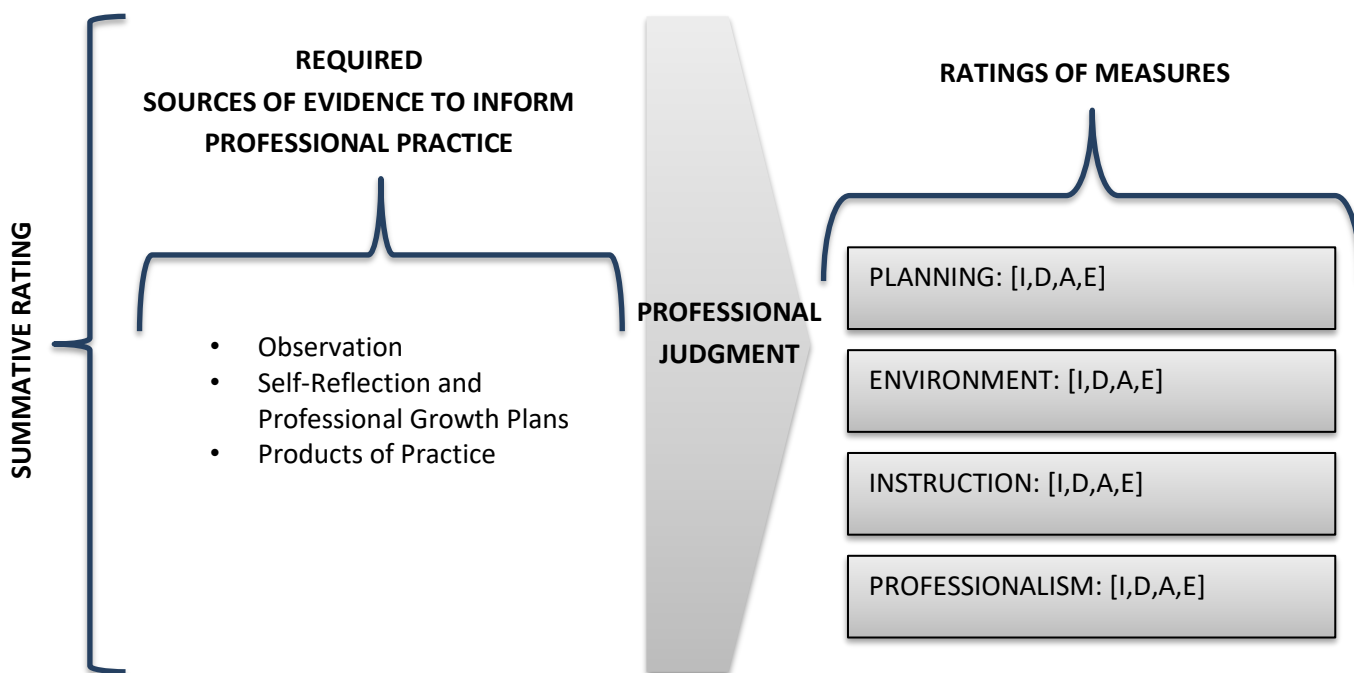 SUMMATIVE RATING
REQUIRED
SOURCES OF EVIDENCE TO INFORM
PROFESSIONAL PRACTICE
• Observation
• Self-Reflection and
Professional Growth Plans
• Products of Practice
PROFESSIONAL
JUDGMENT
RATINGS OF MEASURES
PLANNING: [I,D,A,E]
ENVIRONMENT: [I,D,A,E]
INSTRUCTION: [I,D,A,E]
PROFESSIONALISM: [I,D,A,E]